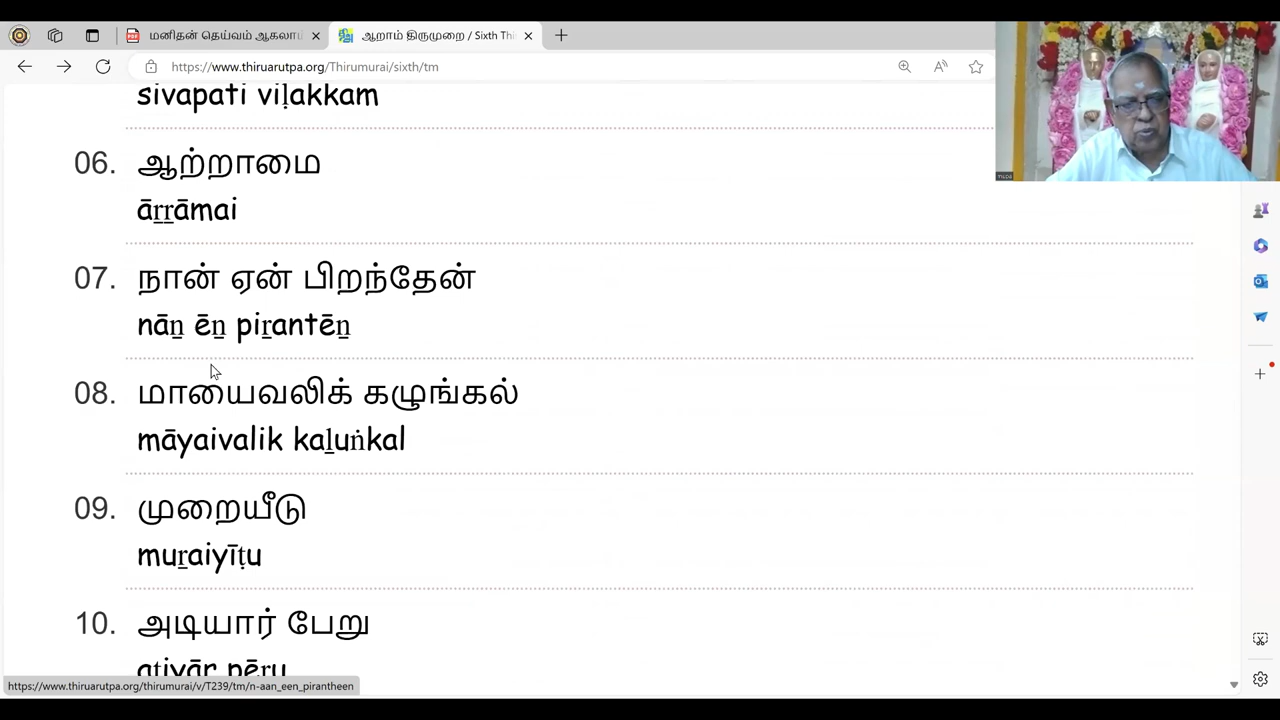 மனிதன் தெய்வம் ஆகலாம்
ஆறாம் திருமுறை / Sixth Thi
https://www.thiruarutpa.org/Thirumurai/sixth/tm
sivapati viḷakkam
06. ஆற்றாமை
āṟṟāmai
07. நான் ஏன் பிறந்தேன்
nāṉ ēṉ piṟantēṉ
08. மாயைவலிக் கழுங்கல்
māyaivalik kaḻuṅkal
09. முறையீடு
muṟaiyīṭu
10. அடியார் பேறு
aṭiyār pēṟu
https://www.thiruarutpa.org/thirumurai/v/T239/tm/n-aan_een_pirantheen